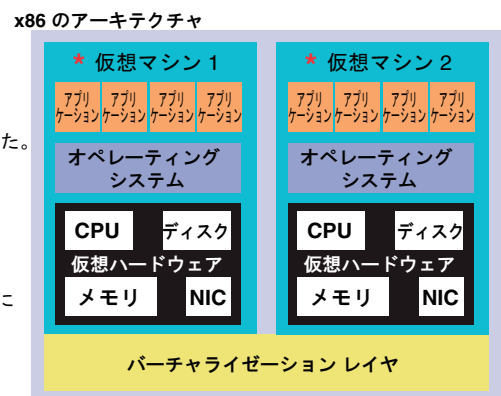 x86 のアーキテクチャ
* 仮想マシン 1
アプリ アプリ アプリ アプリ
ケーション ケーション ケーション ケーション
オペレーティング
システム
CPU ディスク
仮想ハードウェア
メモリ NIC
* 仮想マシン 2
アプリ アプリ アプリ アプリ
ケーション ケーション ケーション ケーション
オペレーティング
システム
CPU ディスク
仮想ハードウェア
メモリ NIC
バーチャライゼーション レイヤ
た。
に